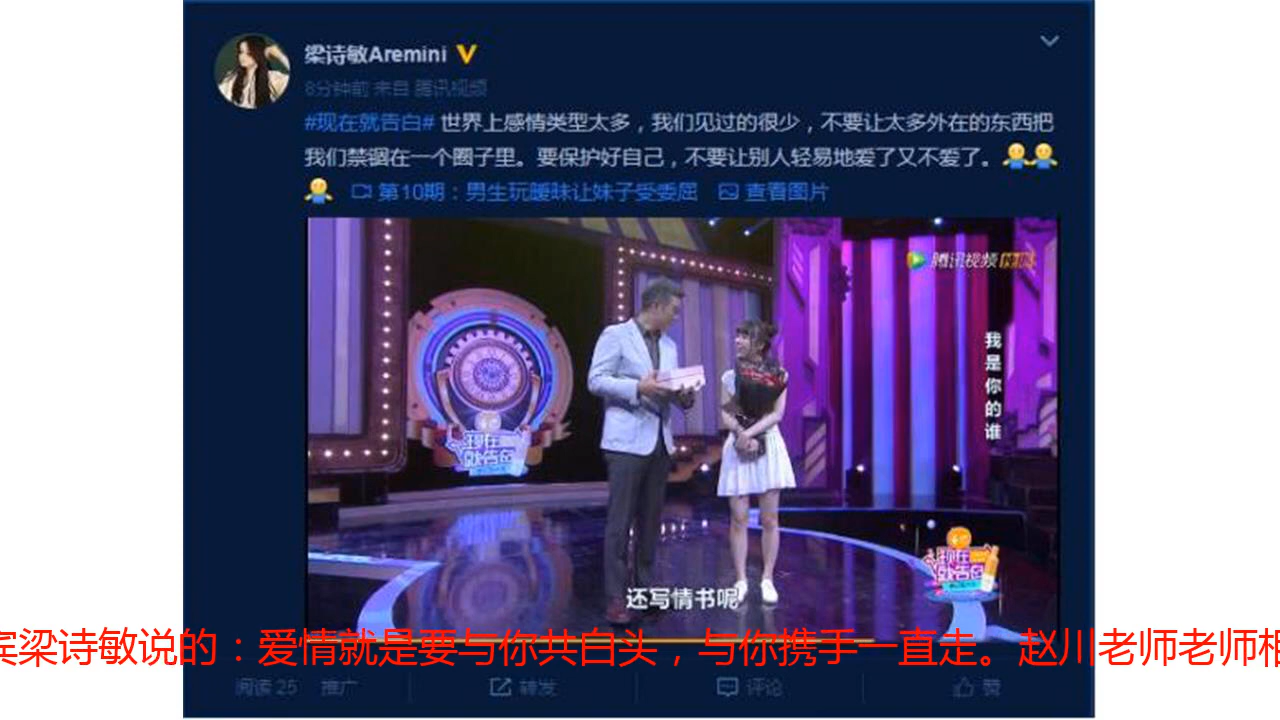 梁诗敏Aremini
8分钟前 来自 腾讯视频
#现在就告白# 世界上感情类型太多，我们见过的很少，不要让太多外在的东西把
我们禁锢在一个圈子里。要保护好自己，不要让别人轻易地爱了又不爱了。
第10期：男生玩暧昧让妹子受委屈 查看图片
腾讯视频
我是你的谁
现在
就告白
现在
就告白
还写情书呢
宾梁诗敏说的：爱情就是要与你共白头，与你携手一直走。赵川老师老师相
阅读 25 推广 转发 评论 赞